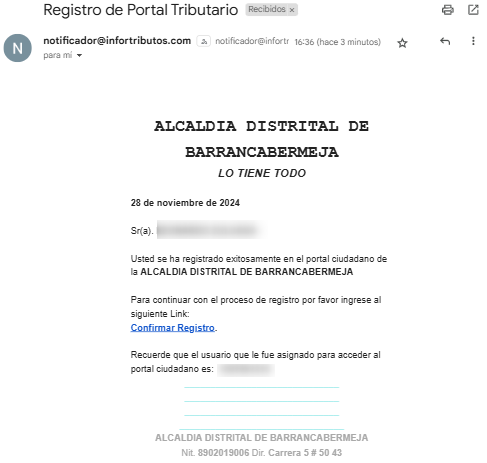 Registro de Portal Tributario Recibidos ×
N notificador@infortributos.com notificador@infortr 16:36 (hace 3 minutos)
para mí
ALCALDIA DISTRITAL DE
BARRANCABERMEJA
LO TIENE TODO
28 de noviembre de 2024
Sr(a).
Usted se ha registrado exitosamente en el portal ciudadano de
la ALCALDIA DISTRITAL DE BARRANCABERMEJA
Para continuar con el proceso de registro por favor ingrese al
siguiente Link:
Confirmar Registro.
Recuerde que el usuario que le fue asignado para acceder al
portal ciudadano es:
ALCALDIA DISTRITAL DE BARRANCABERMEJA
Nit. 8902019006 Dir. Carrera 5 # 50 43